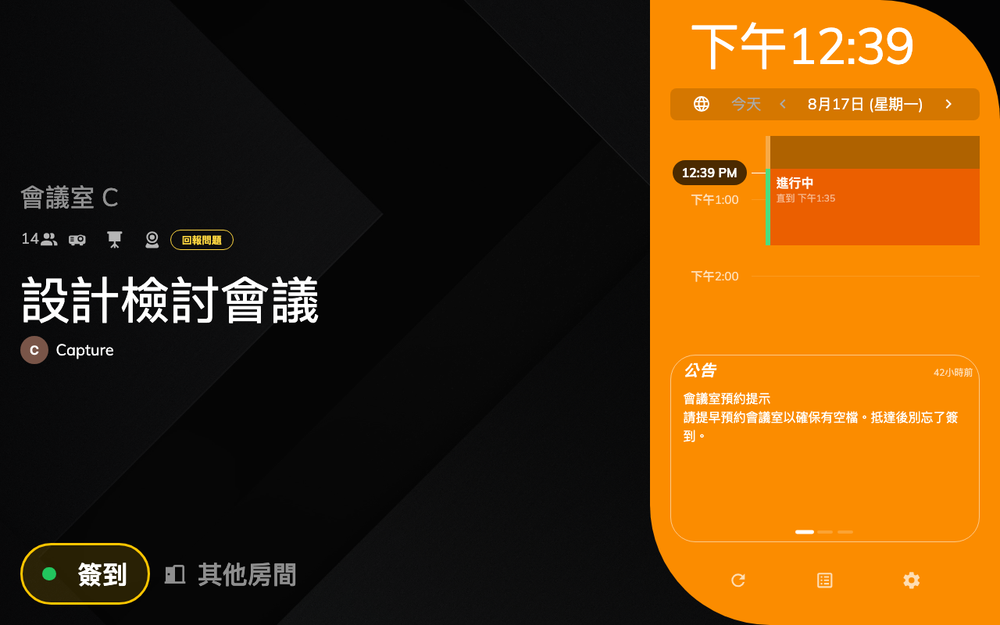 會議室 C
14
回報問題
設計檢討會議
C
Capture
簽到
其他房間
下午12:39
今天
8月17日 (星期一)
12:39 PM
進行中
直到 下午1:35
下午1:00
下午2:00
公告
42小時前
會議室預約提示
請提早預約會議室以確保有空檔。抵達後別忘了簽
到。